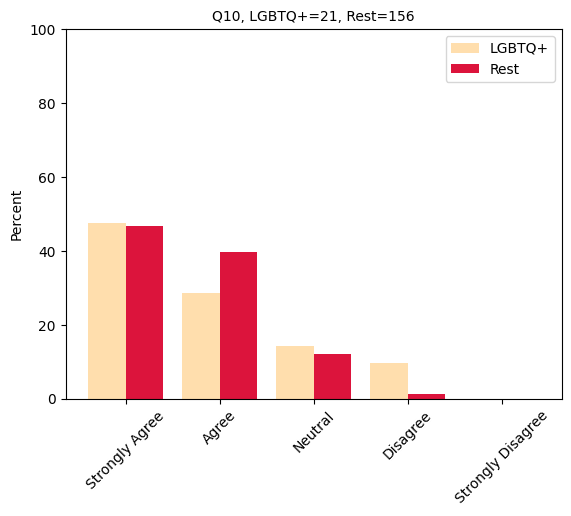 Q10, LGBTQ+=21, Rest=156
LGBTQ+
Rest
Percent
100
80
60
40
20
0
Strongly Agree
Agree
Neutral
Disagree
Strongly Disagree